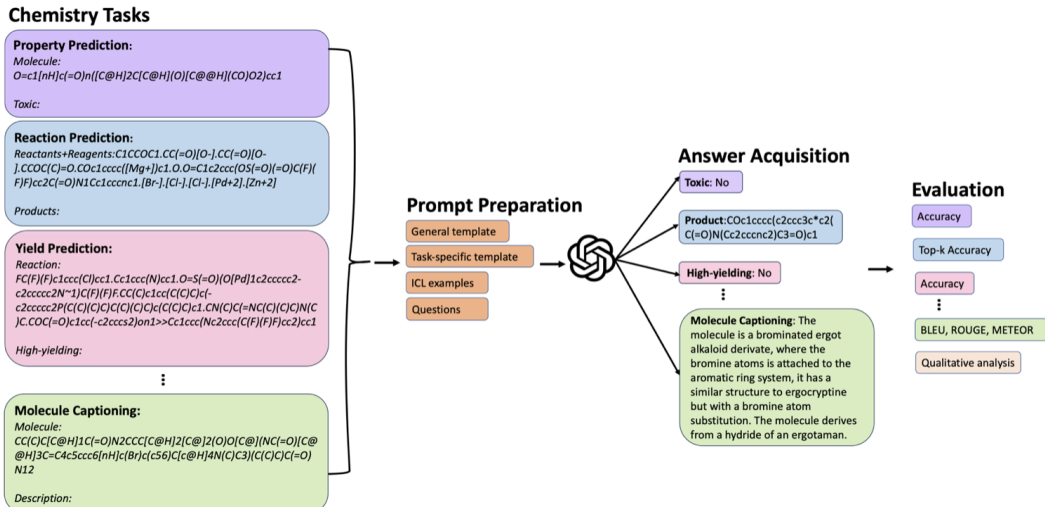 Chemistry Tasks
Property Prediction:
Molecule:
O=c1[nH]c(=O)n([C@H]2C[C@H](O)[C@@H](CO)O2)cc1
Toxic:
Reaction Prediction:
Reactants+Reagents:C1CCOC1.CC(=O)[O-].CC(=O)[O-
].CCOC(C)=O.COc1cccc([Mg+])c1.O.O=C1c2ccc(OS(=O)(=O)C(F)(
F)F)cc2C(=O)N1Cc1cccnc1.[Br-].[Cl-].[Cl-].[Pd+2].[Zn+2]
Products:
Yield Prediction:
Reaction:
FC(F)(F)c1ccc(Cl)cc1.Cc1ccc(N)cc1.O=S(=O)(O[Pd]1c2ccccc2-
c2ccccc2N~1)C(F)(F)F.CC(C)c1cc(C(C)C)c(-
c2ccccc2P(C(C)(C)C)C(C)(C)C)c(C(C)C)c1.CN(C)C(=NC(C)(C)C)N(C
)C.COC(=O)c1cc(-c2cccs2)on1>>Cc1ccc(Nc2ccc(C(F)(F)F)cc2)cc1
High-yielding:
Molecule Captioning:
Molecule:
CC(C)C[C@H]1C(=O)N2CCC[C@H]2[C@]2(O)O[C@](NC(=O)[C@
@H]3C=C4c5ccc6[nH]c(Br)c(c56)C[c@H]4N(C)C3)(C(C)C)C(=O)
N12
Description:
Prompt Preparation
General template
Task-specific template
ICL examples
Questions
Answer Acquisition
Toxic: No
Product:COc1cccc(c2ccc3c*c2(
C(=O)N(Cc2cccnc2)C3=O)c1
High-yielding: No
Molecule Captioning: The
molecule is a brominated ergot
alkaloid derivate, where the
bromine atoms is attached to the
aromatic ring system, it has a
similar structure to ergocryptine
but with a bromine atom
substitution. The molecule derives
from a hydride of an ergotaman.
Evaluation
Accuracy
Top-k Accuracy
Accuracy
BLEU, ROUGE, METEOR
Qualitative analysis